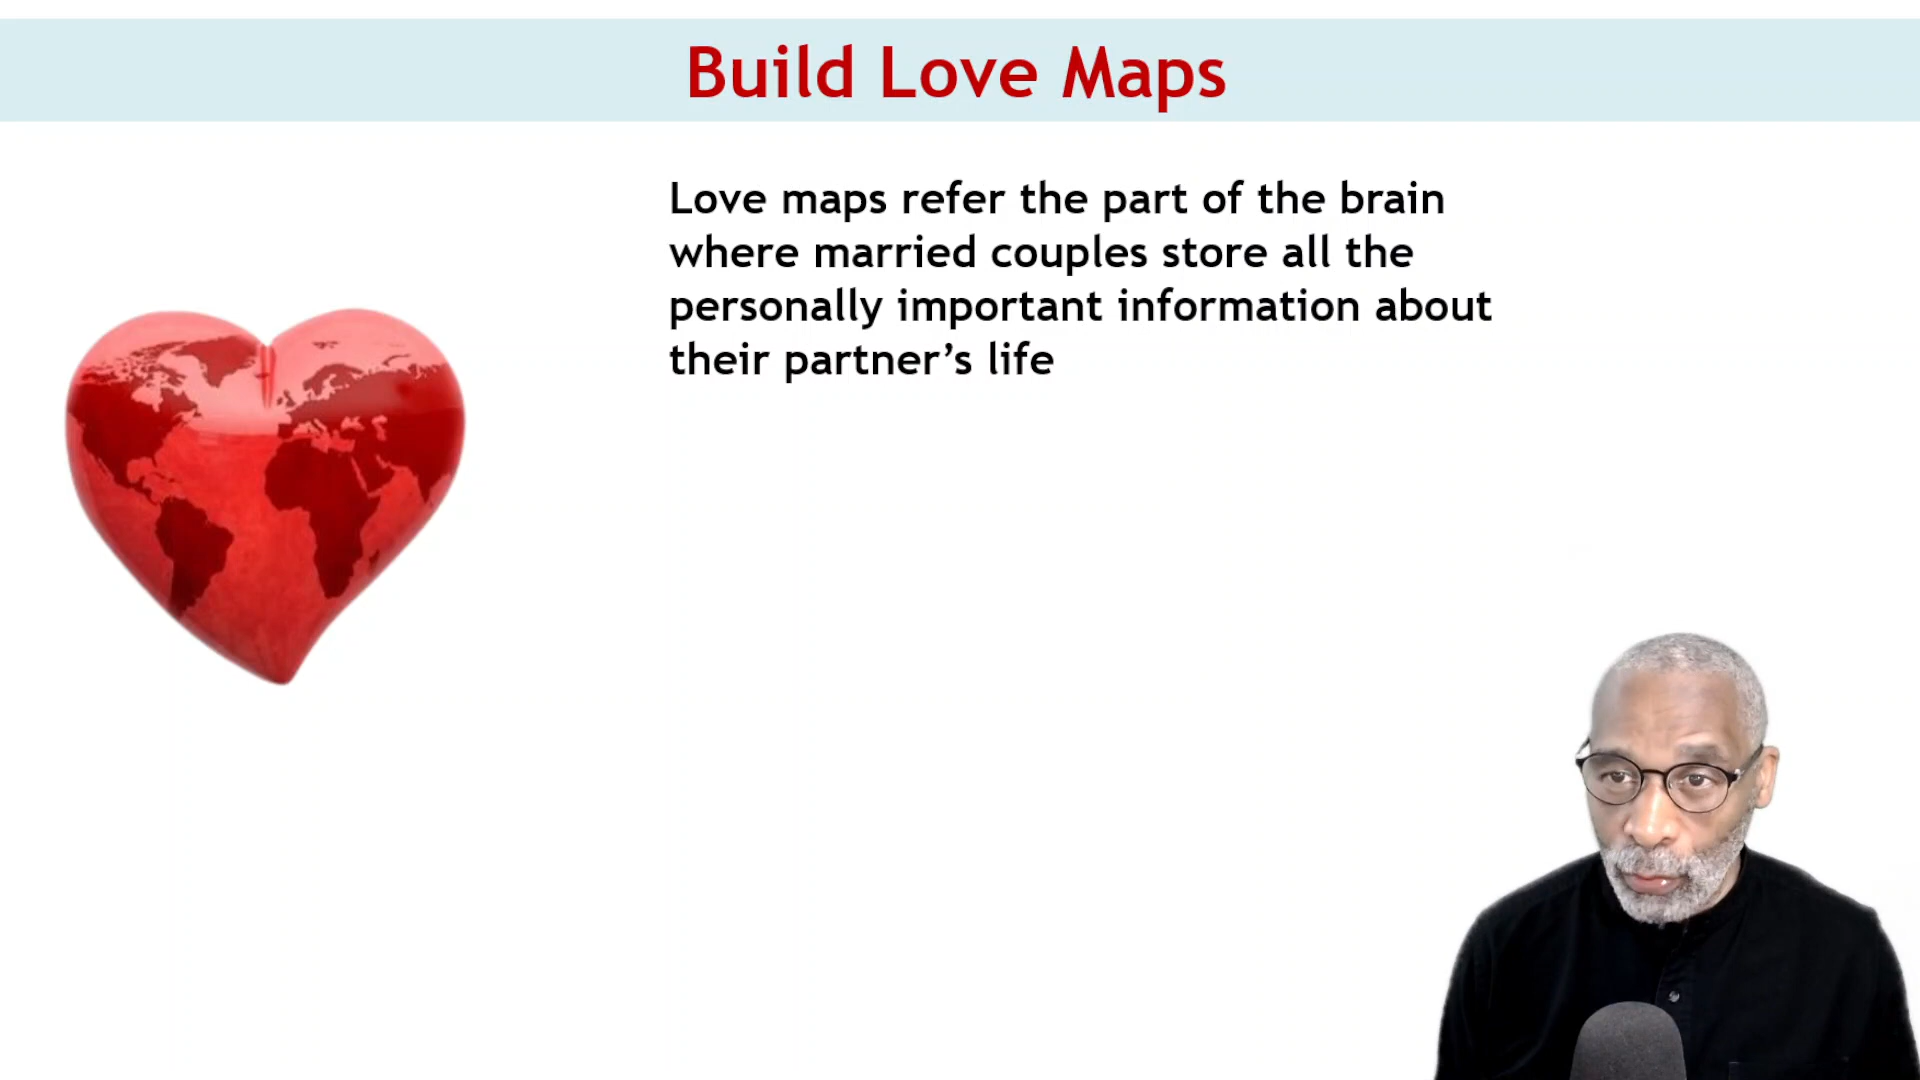 Build Love Maps
Love maps refer the part of the brain
where married couples store all the
personally important information about
their partner’s life